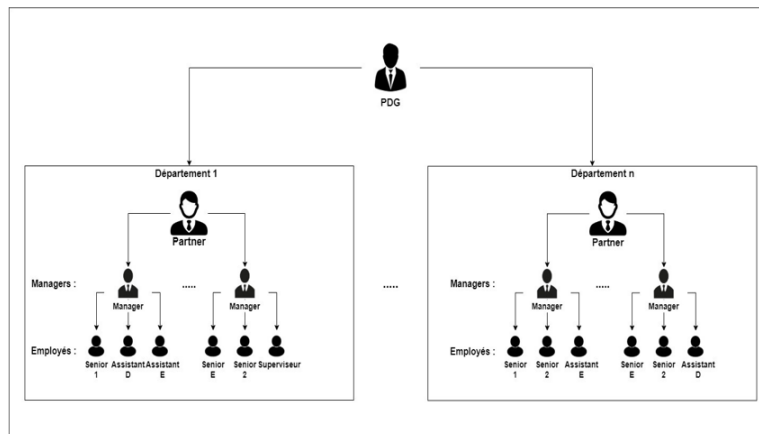 PDG
Département 1
Partner
Managers :
Manager
.....
Manager
Employés :
Senior
1
Assistant
D
Assistant
E
Senior
E
Senior
2
Superviseur
.....
Département n
Partner
Managers :
Manager
.....
Manager
Employés :
Senior
1
Senior
2
Assistant
E
Senior
E
Senior
2
Assistant
D